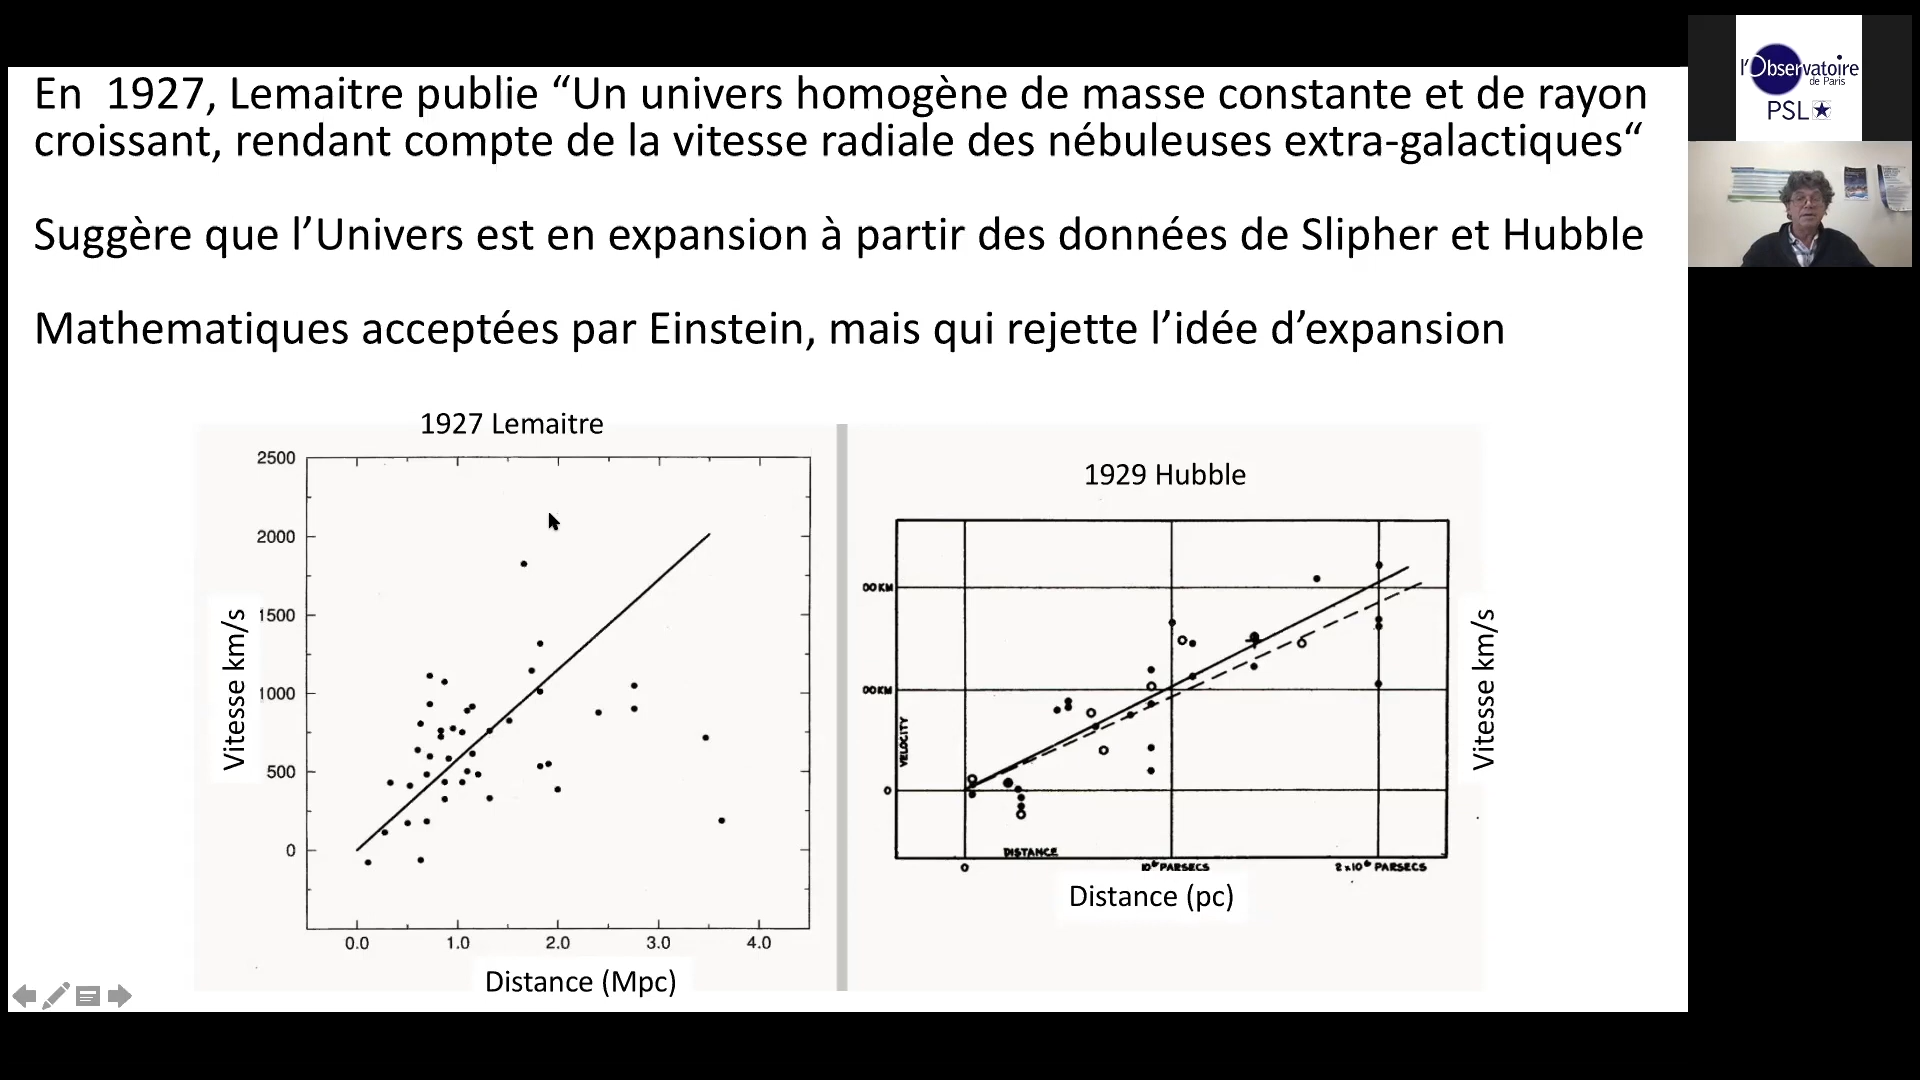 En  1927, Lemaitre publie “Un univers homogène de masse constante et de rayon
croissant, rendant compte de la vitesse radiale des nébuleuses extra-galactiques“
Suggère que l’Univers est en expansion à partir des données de Slipher et Hubble
Mathematiques acceptées par Einstein, mais qui rejette l’idée d’expansion
1927 Lemaitre
2500
2000
1500
1000
500
0
Vitesse km/s
0.0 1.0 2.0 3.0 4.0
Distance (Mpc)
1929 Hubble
00 KM
00 KM
0
VELOCITY
DISTANCE
0 10⁶ PARSECS 2 x 10⁶ PARSECS
Distance (pc)
Vitesse km/s
l’Observatoire
de Paris
PSL